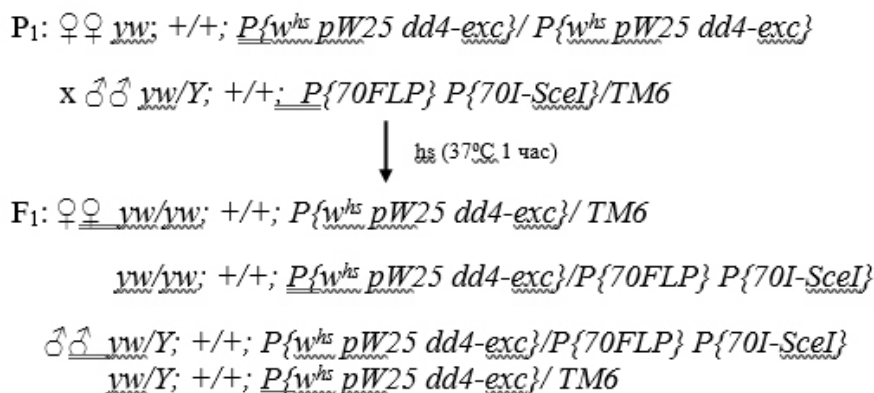 P₁: ♀♀ yw; +/+; P{wʰˢ pW25 dd4-exc}/ P{wʰˢ pW25 dd4-exc}
x ♂♂ yw/Y; +/+; P{70FLP} P{70I-SceI}/TM6
hs (37⁰C 1 час)
F₁: ♀♀ yw/yw; +/+; P{wʰˢ pW25 dd4-exc}/ TM6
yw/yw; +/+; P{wʰˢ pW25 dd4-exc}/P{70FLP} P{70I-SceI}
♂♂ yw/Y; +/+; P{wʰˢ pW25 dd4-exc}/P{70FLP} P{70I-SceI}
yw/Y; +/+; P{wʰˢ pW25 dd4-exc}/ TM6